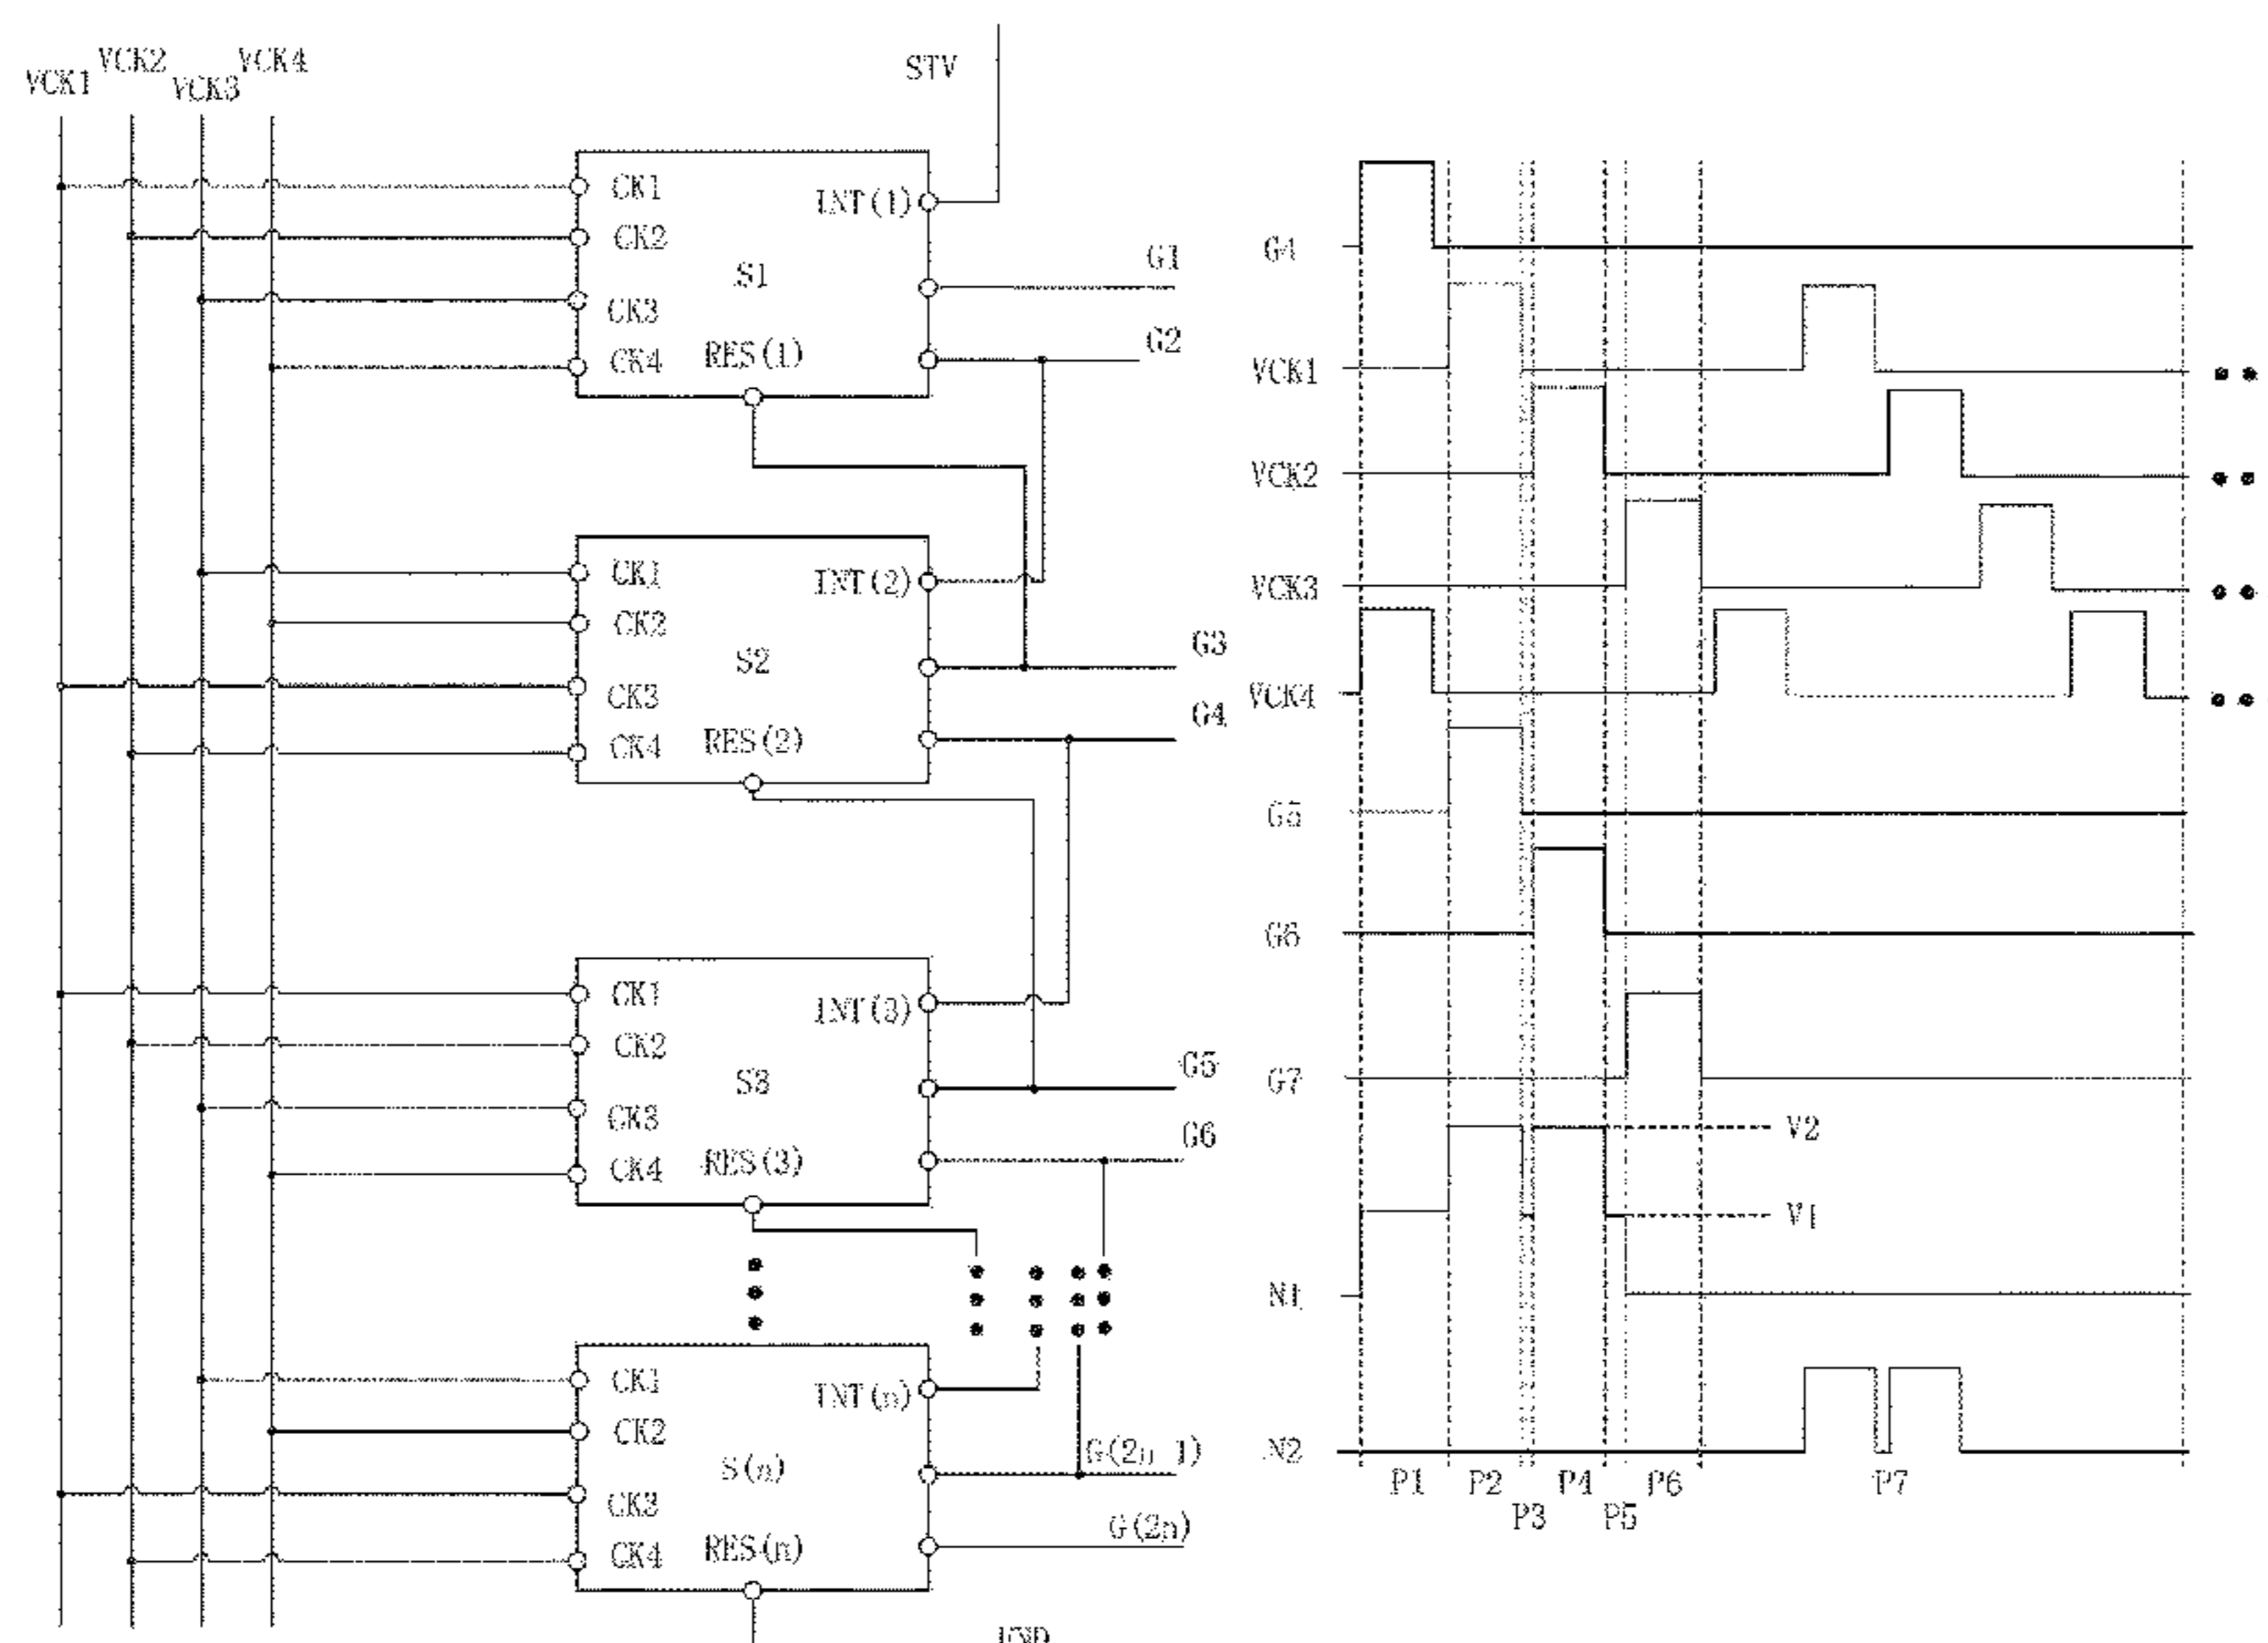 VCK1 VCK2 VCK3 VCK4
STV
CK1 INT(1)
CK2
S1
G1
CK3
CK4 RES(1)
G2
CK1 INT(2)
CK2
S2
G3
CK3
CK4 RES(2)
G4
CK1 INT(3)
CK2
S3
G5
CK3
CK4 RES(3)
G6
CK1 INT(n)
CK2
S(n)
CK3
G(2n-1)
CK4 RES(n)
G(2n)
G4
VCK1
VCK2
VCK3
VCK4
G5
G6
G7
V2
V1
N1
N2
P1 P2 P3 P4 P5 P6 P7